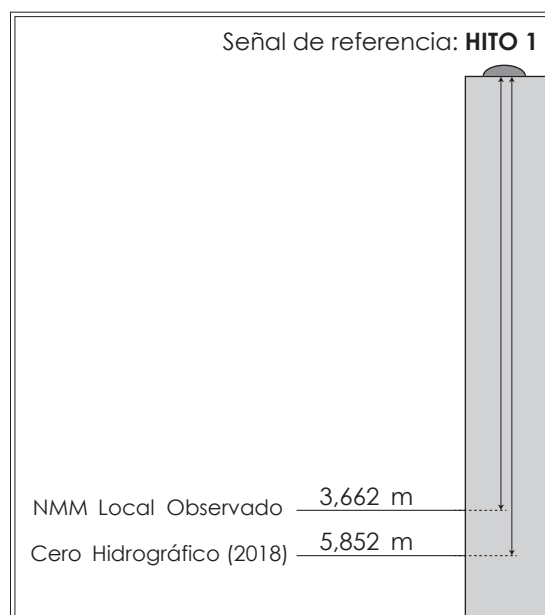 Señal de referencia: HITO 1
NMM Local Observado 3,662 m
Cero Hidrográfico (2018) 5,852 m